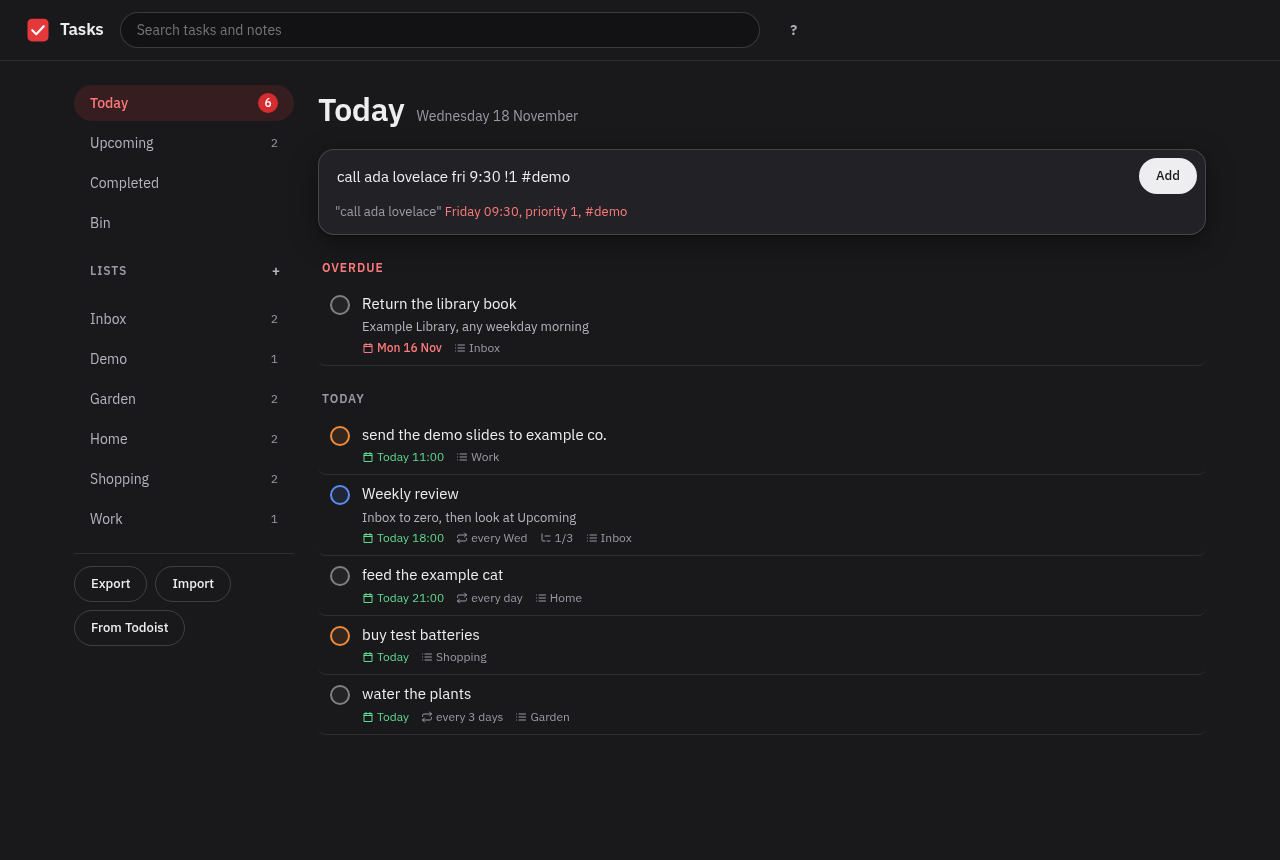 Tasks
Search tasks and notes
?
Today 6
Upcoming 2
Completed
Bin
LISTS +
Inbox 2
Demo 1
Garden 2
Home 2
Shopping 2
Work 1
Export Import
From Todoist
Today Wednesday 18 November
call ada lovelace fri 9:30 !1 #demo
Add
"call ada lovelace" Friday 09:30, priority 1, #demo
OVERDUE
Return the library book
Example Library, any weekday morning
Mon 16 Nov Inbox
TODAY
send the demo slides to example co.
Today 11:00 Work
Weekly review
Inbox to zero, then look at Upcoming
Today 18:00 every Wed 1/3 Inbox
feed the example cat
Today 21:00 every day Home
buy test batteries
Today Shopping
water the plants
Today every 3 days Garden